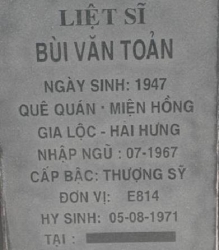 LIỆT SĨ
BÙI VĂN TOẢN
NGÀY SINH: 1947
QUÊ QUÁN · MIỆN HỒNG
GIA LỘC - HẢI HƯNG
NHẬP NGŨ : 07-1967
CẤP BẬC: THƯỢNG SỸ
ĐƠN VỊ: E814
HY SINH: 05-08-1971
TẠI :